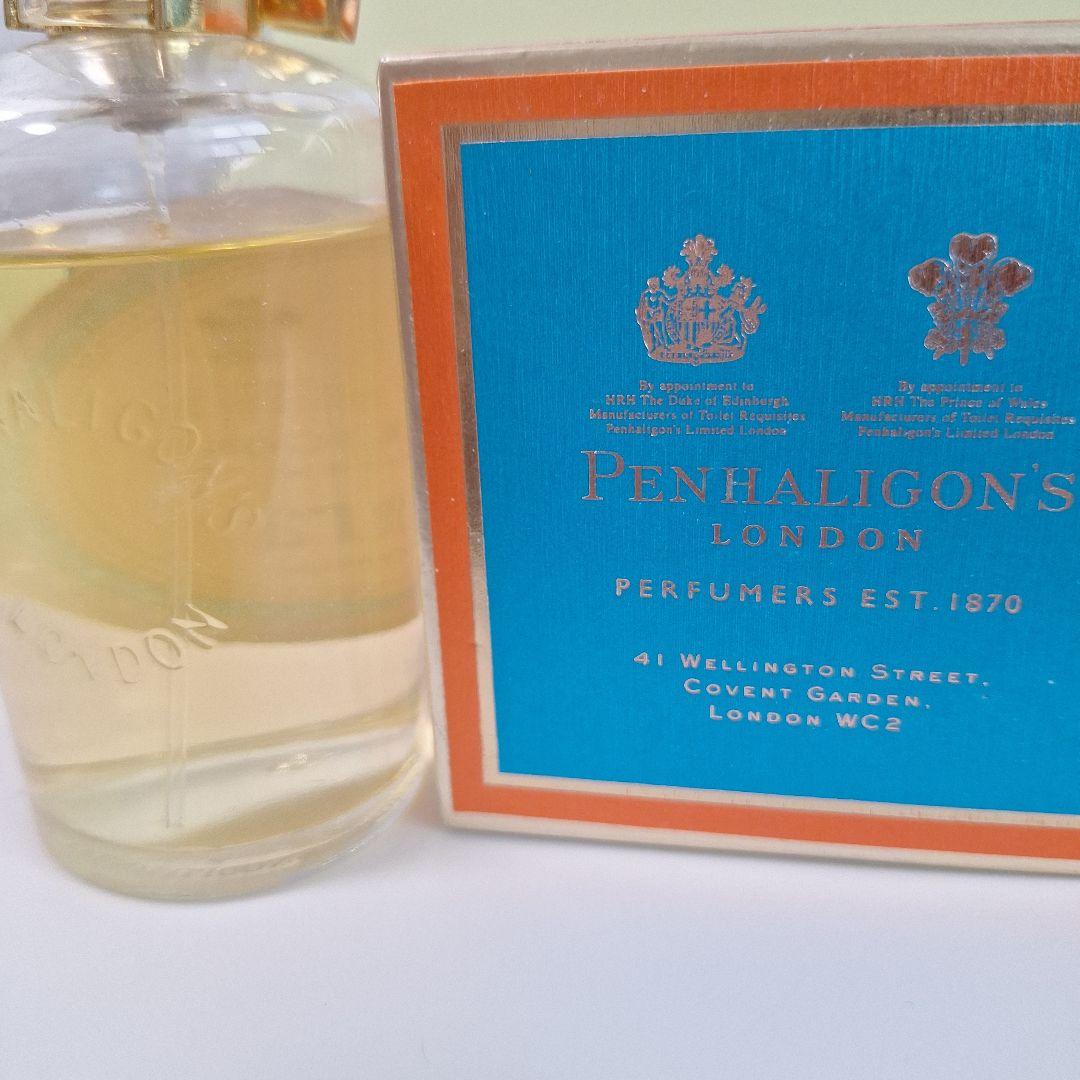 By appointment to
HRH The Duke of Edinburgh
Manufacturers of Toilet Requisites
Penhaligon's Limited London
By appointment to
HRH The Prince of Wales
Manufacturers of Toilet Requisites
Penhaligon's Limited London
PENHALIGON'S
LONDON
PERFUMERS EST. 1870
41 WELLINGTON STREET,
COVENT GARDEN,
LONDON WC2